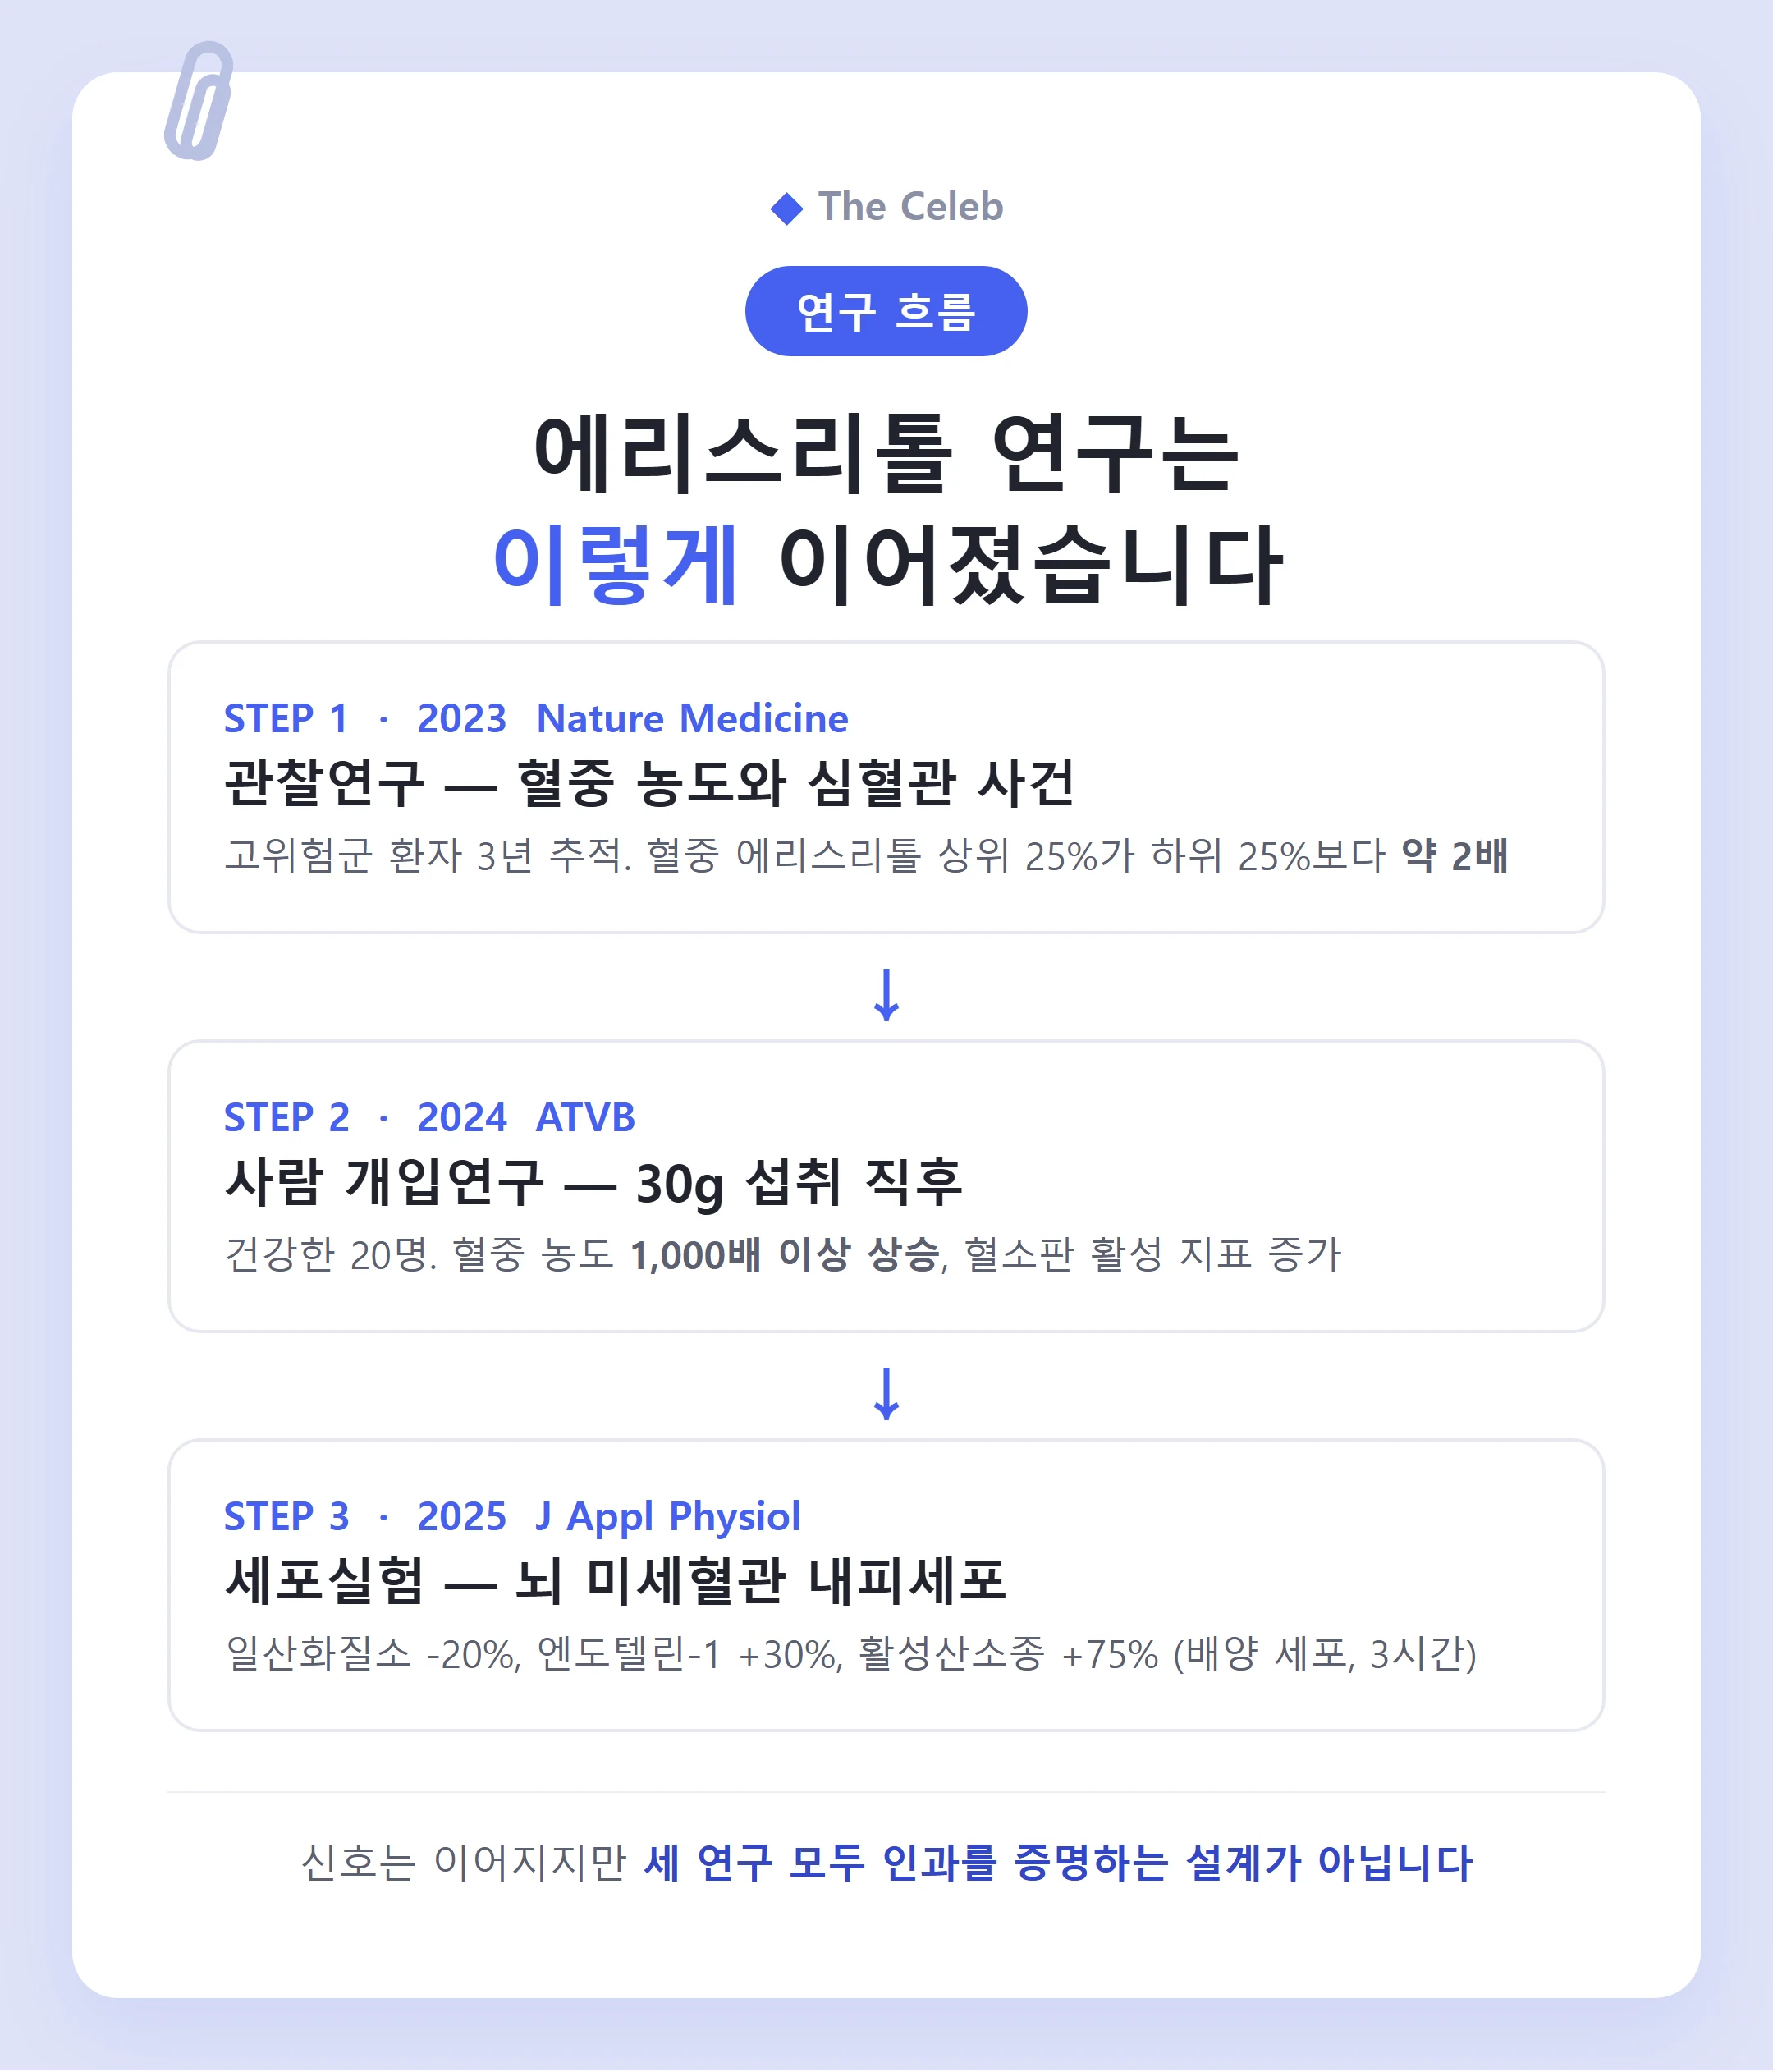 ◆ The Celeb
연구 흐름
에리스리톨 연구는
이렇게 이어졌습니다
STEP 1 · 2023 Nature Medicine
관찰연구 — 혈중 농도와 심혈관 사건
고위험군 환자 3년 추적. 혈중 에리스리톨 상위 25%가 하위 25%보다 약 2배
↓
STEP 2 · 2024 ATVB
사람 개입연구 — 30g 섭취 직후
건강한 20명. 혈중 농도 1,000배 이상 상승, 혈소판 활성 지표 증가
↓
STEP 3 · 2025 J Appl Physiol
세포실험 — 뇌 미세혈관 내피세포
일산화질소 -20%, 엔도텔린-1 +30%, 활성산소종 +75% (배양 세포, 3시간)
신호는 이어지지만 세 연구 모두 인과를 증명하는 설계가 아닙니다